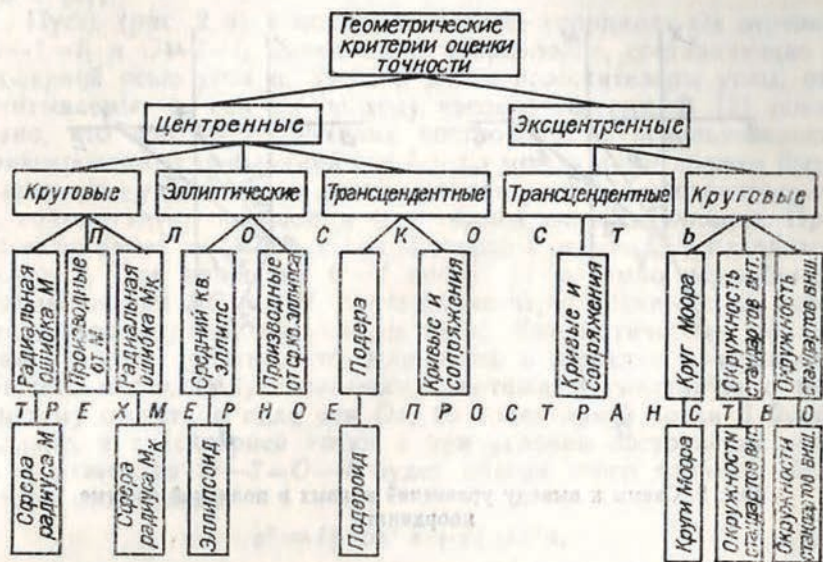 Геометрические
критерии оценки
точности
Центренные
Эксцентренные
Круговые
Эллиптические
Трансцендентные
Трансцендентные
Круговые
П Л О С К О С Т Ь
Радиальная
ошибка М
Производные
от М
Радиальная
ошибка Мк
Средний кв.
эллипс
Производные
от ср.кв.эллипса
Подера
Кривые
сопряжения
Кривые и
сопряжения
Круг Моора
Окружность
стандартов внт.
Окружность
стандартов внш.
Т Р Е Х М Е Р Н О Е П Р О С Т Р А Н С Т В О
Сфера
радиуса М
Сфера
радиуса Мк
Эллипсоид
Подероид
Круги Моора
Окружности
стандартов внт.
Окружности
стандартов внш.